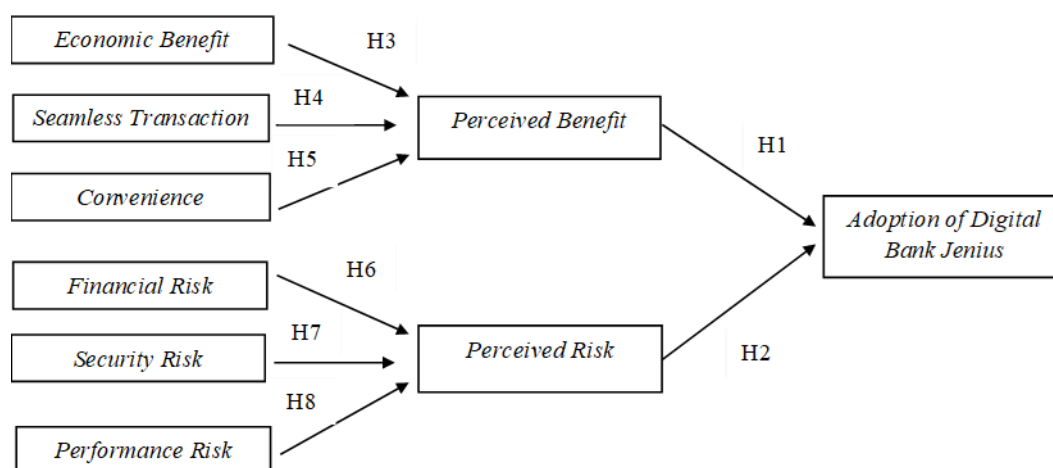 Economic Benefit
H3
Seamless Transaction
H4
Convenience
H5
Perceived Benefit
H1
Adoption of Digital
Bank Jenius
Financial Risk
H6
Security Risk
H7
Performance Risk
H8
Perceived Risk
H2